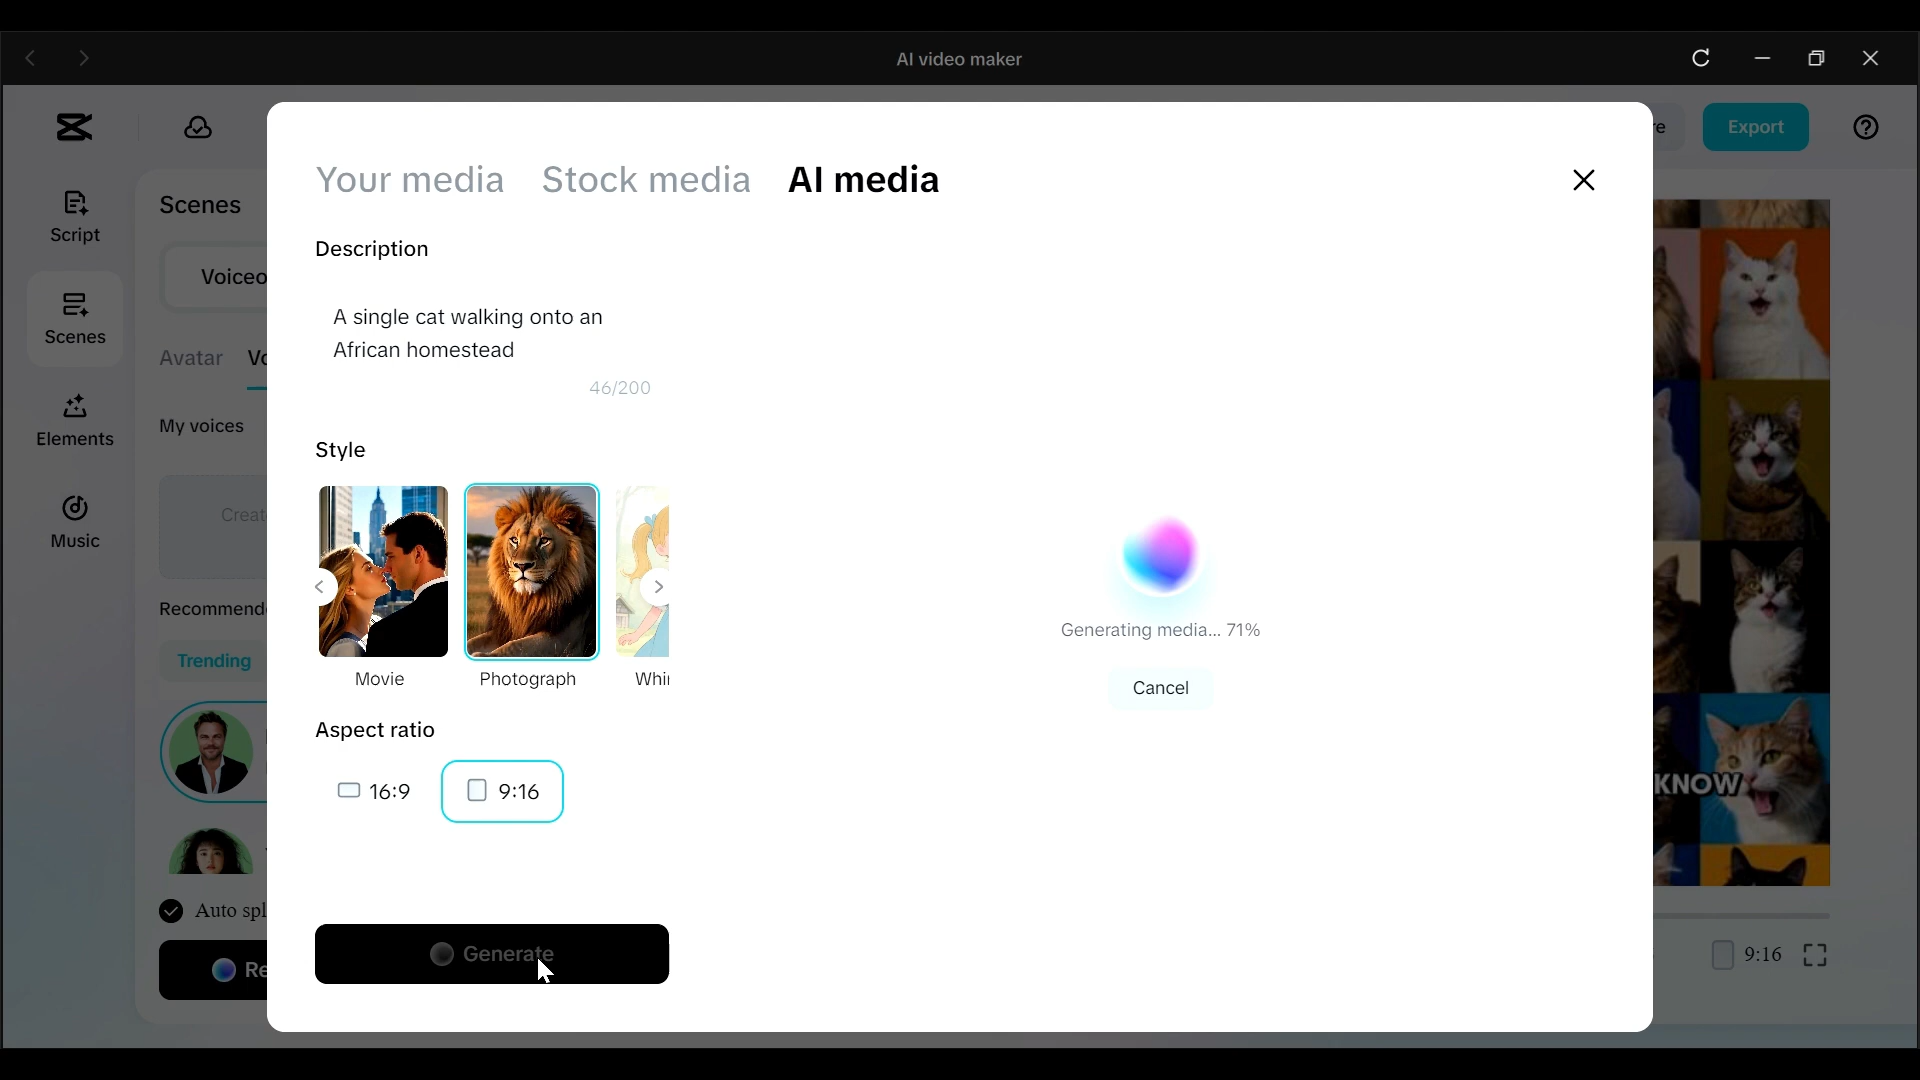 AI video maker
re
Export
Script
Scenes
Elements
Music
Scenes
Voiceo
Avatar
Vo
My voices
Create
Recommende
Trending
Auto spl
Re
Your media
Stock media
AI media
Description
A single cat walking onto an
African homestead
46/200
Style
Movie
Photograph
Whi
Aspect ratio
16:9
9:16
Generate
Generating media... 71%
Cancel
KNOW
9:16